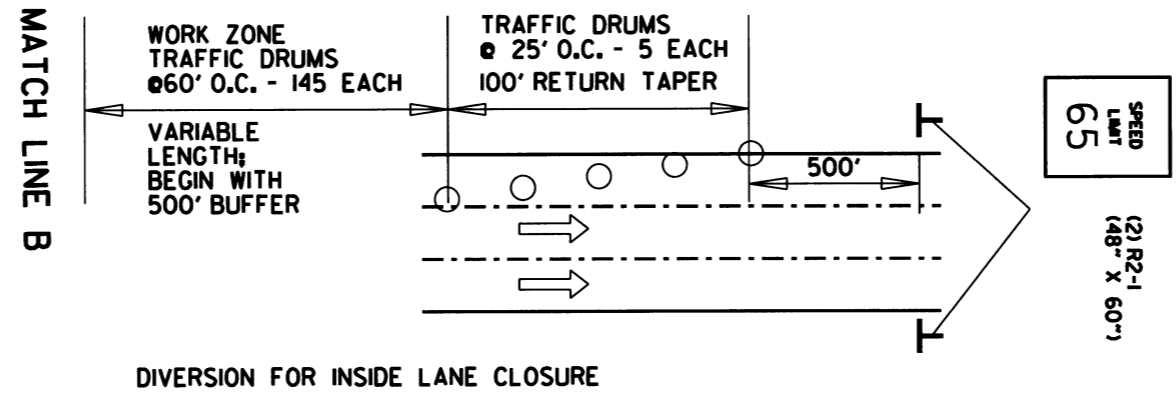 MATCH LINE B
WORK ZONE
TRAFFIC DRUMS
@60' O.C. - 145 EACH
VARIABLE
LENGTH;
BEGIN WITH
500' BUFFER
TRAFFIC DRUMS
@ 25' O.C. - 5 EACH
100' RETURN TAPER
500'
SPEED
LIMIT
65
(2) R2-1
(48" X 60")
DIVERSION FOR INSIDE LANE CLOSURE